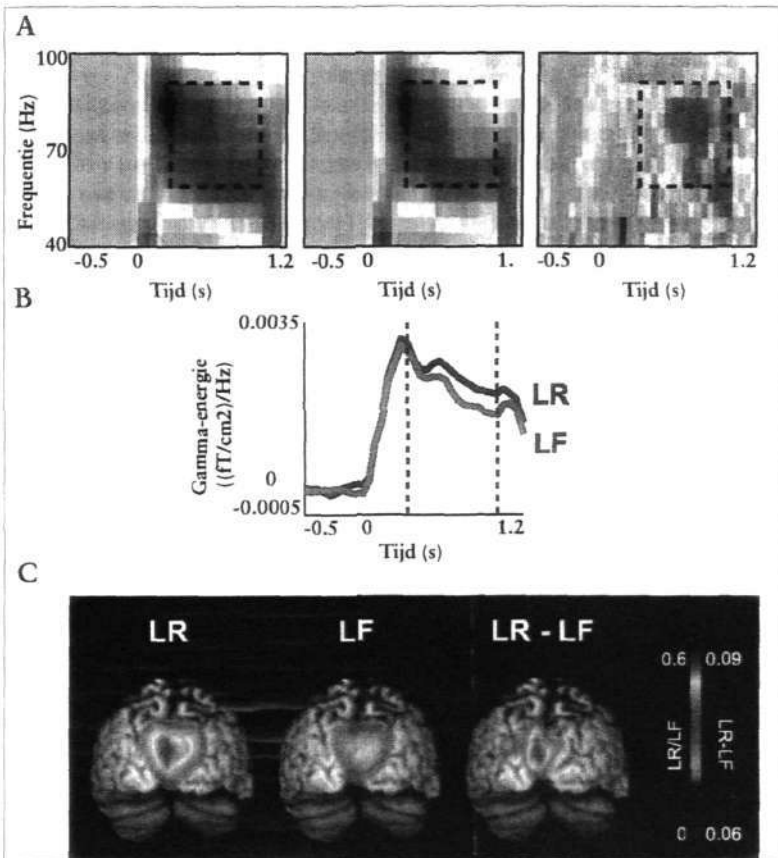 A
Frequentie (Hz)
100
70
40
-0.5 0 1.2
Tijd (s)
-0.5 0 1.
Tijd (s)
-0.5 0 1.2
Tijd (s)
B
Gamma-energie
((fT/cm2)/Hz)
0.0035
0
-0.0005
LR
LF
-0.5 0 1.2
Tijd (s)
C
LR LF LR - LF
0.6 0.09
LR/LF LR-LF
0 0.06